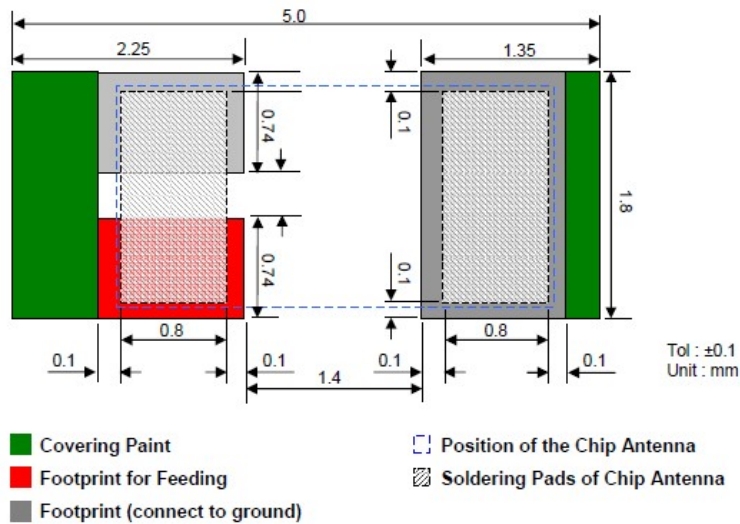 5.0
2.25
1.35
0.74
0.1
1.8
0.74
0.1
0.8
0.8
0.1
0.1
0.1
0.1
1.4
Tol : ±0.1
Unit : mm
Covering Paint
Position of the Chip Antenna
Footprint for Feeding
Soldering Pads of Chip Antenna
Footprint (connect to ground)